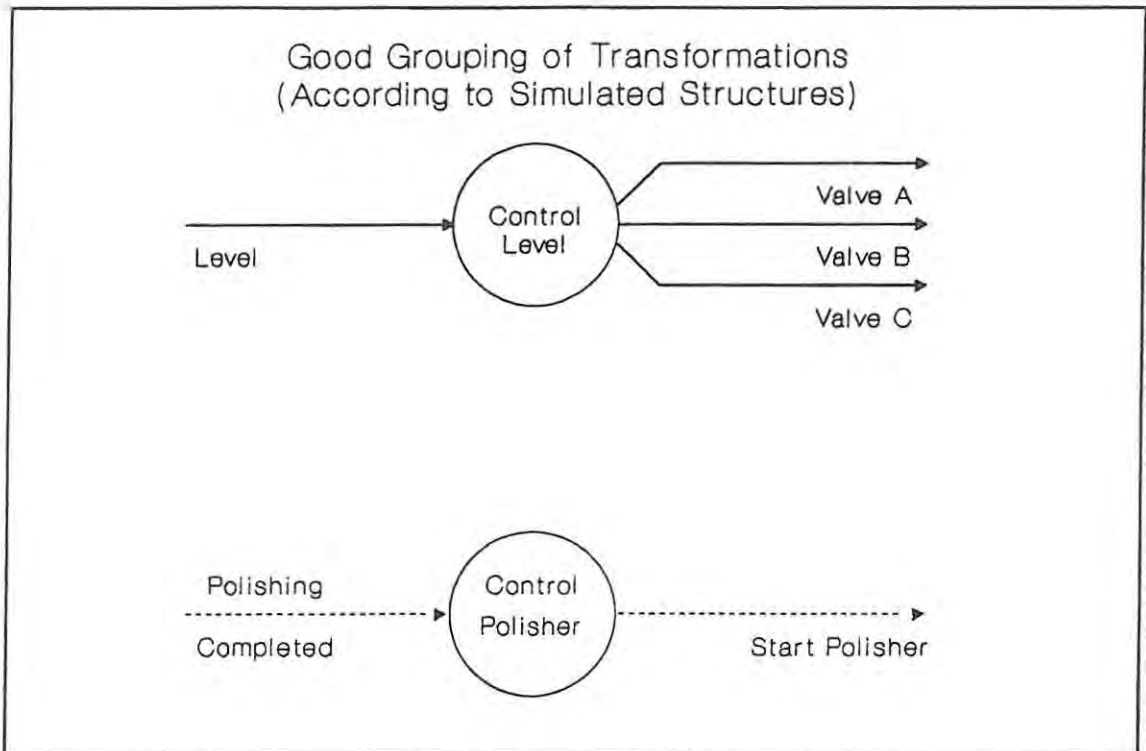 Good Grouping of Transformations
(According to Simulated Structures)
Control
Level
Level
Valve A
Valve B
Valve C
Polishing
Completed
Control
Polisher
Start Polisher